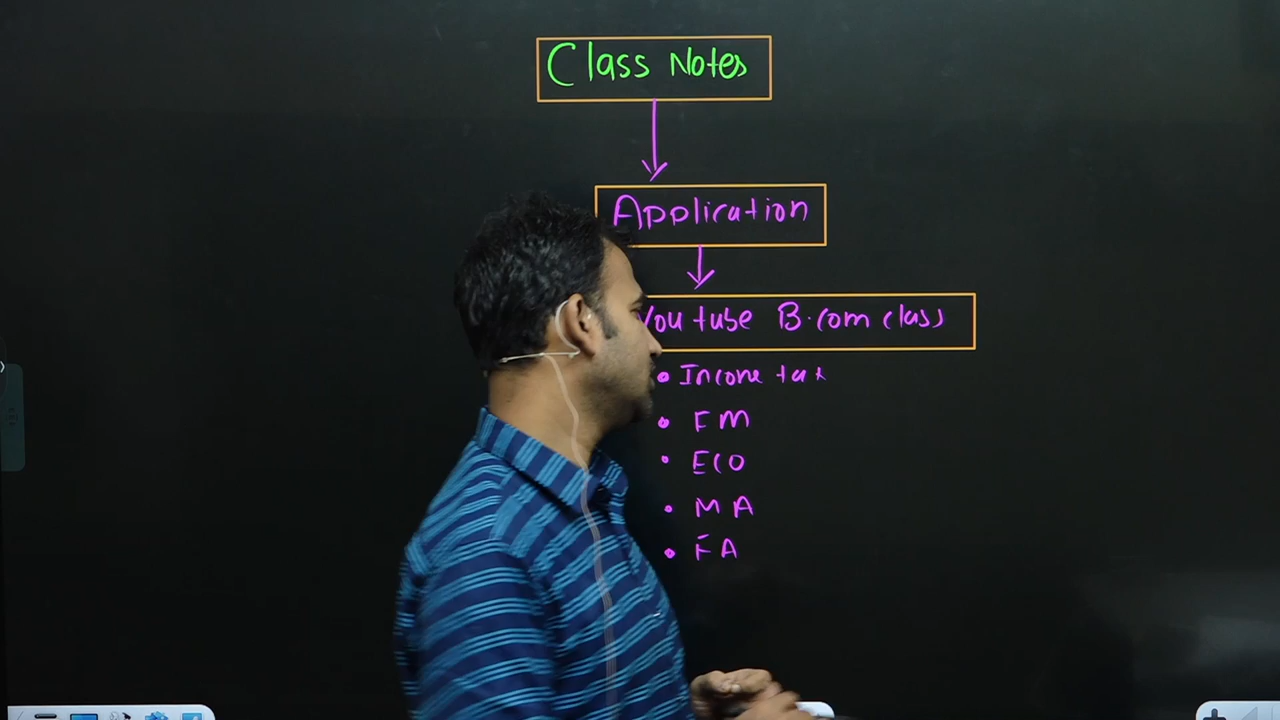 Class Notes
Application
Youtube B.com class
• Income tax
• FM
• ECO
• MA
• FA